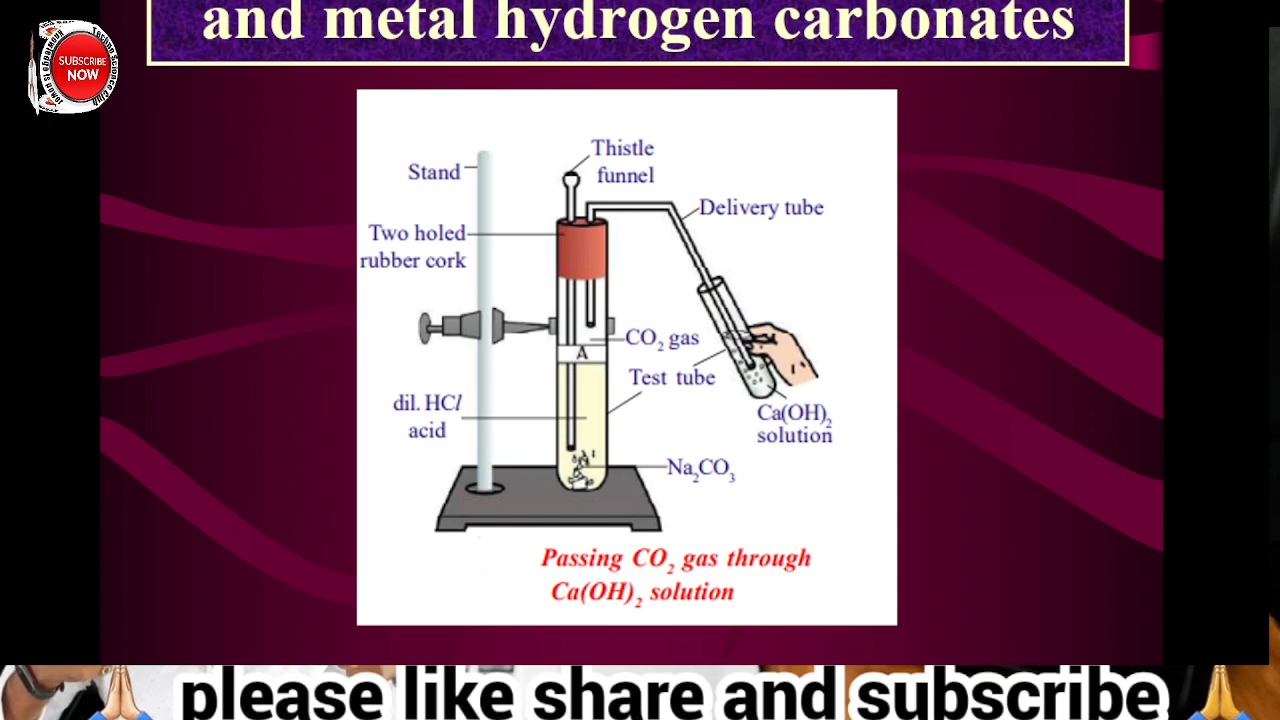 and metal hydrogen carbonates
SUBSCRIBE
NOW
Thistle
funnel
Stand
Delivery tube
Two holed
rubber cork
CO₂ gas
A
Test tube
dil. HCl
acid
Ca(OH)₂
solution
Na₂CO₃
Passing CO₂ gas through
Ca(OH)₂ solution
please like share and subscribe